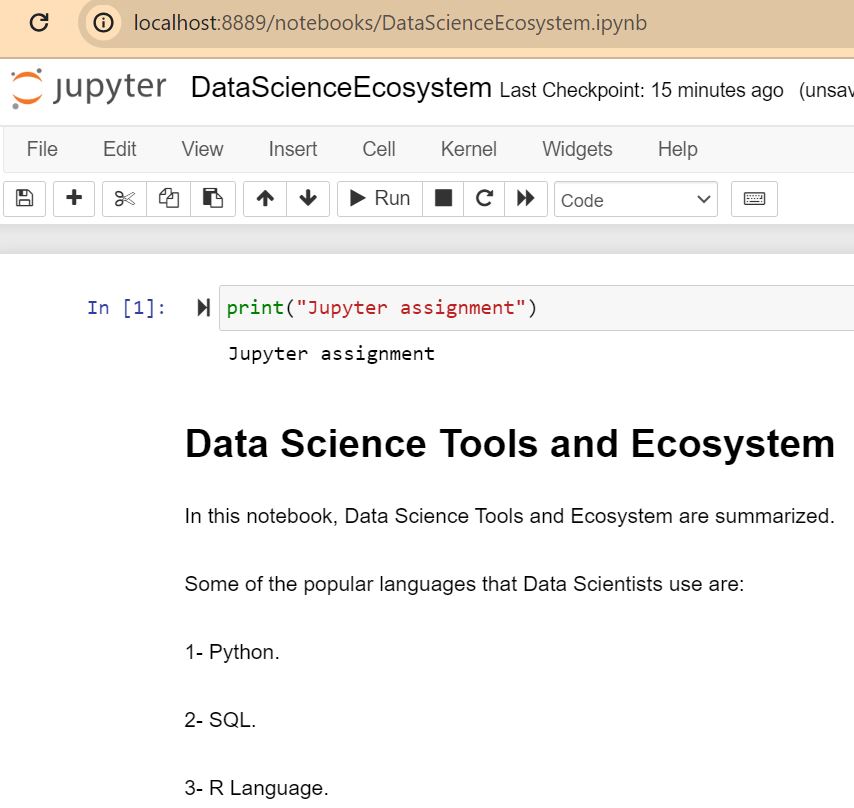 localhost:8889/notebooks/DataScienceEcosystem.ipynb
jupyter DataScienceEcosystem Last Checkpoint: 15 minutes ago (unsav
File Edit View Insert Cell Kernel Widgets Help
Run Code
In [1]: print("Jupyter assignment")
Jupyter assignment
Data Science Tools and Ecosystem
In this notebook, Data Science Tools and Ecosystem are summarized.
Some of the popular languages that Data Scientists use are:
1- Python.
2- SQL.
3- R Language.